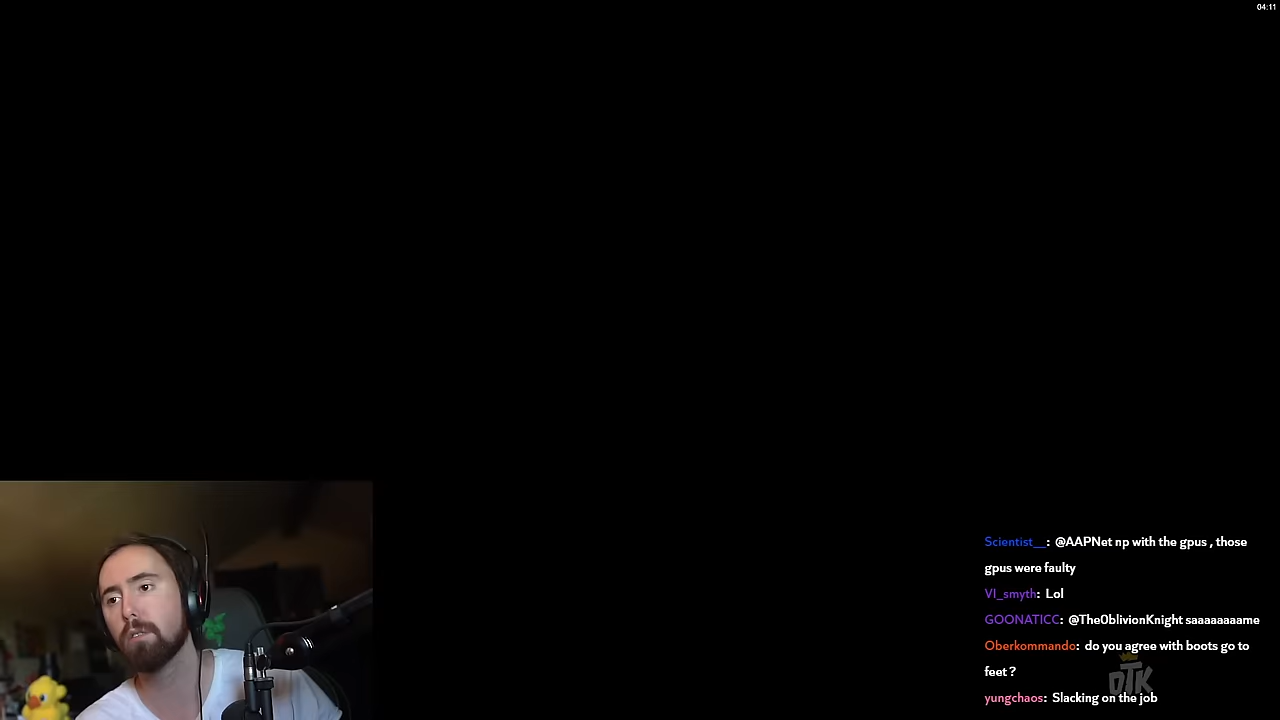 04:11
Scientist__: @AAPNet np with the gpus , those
gpus were faulty
VI_smyth: Lol
GOONATICC: @TheOblivionKnight saaaaaaaame
Oberkommando: do you agree with boots go to
feet ?
DTK
yungchaos: Slacking on the job